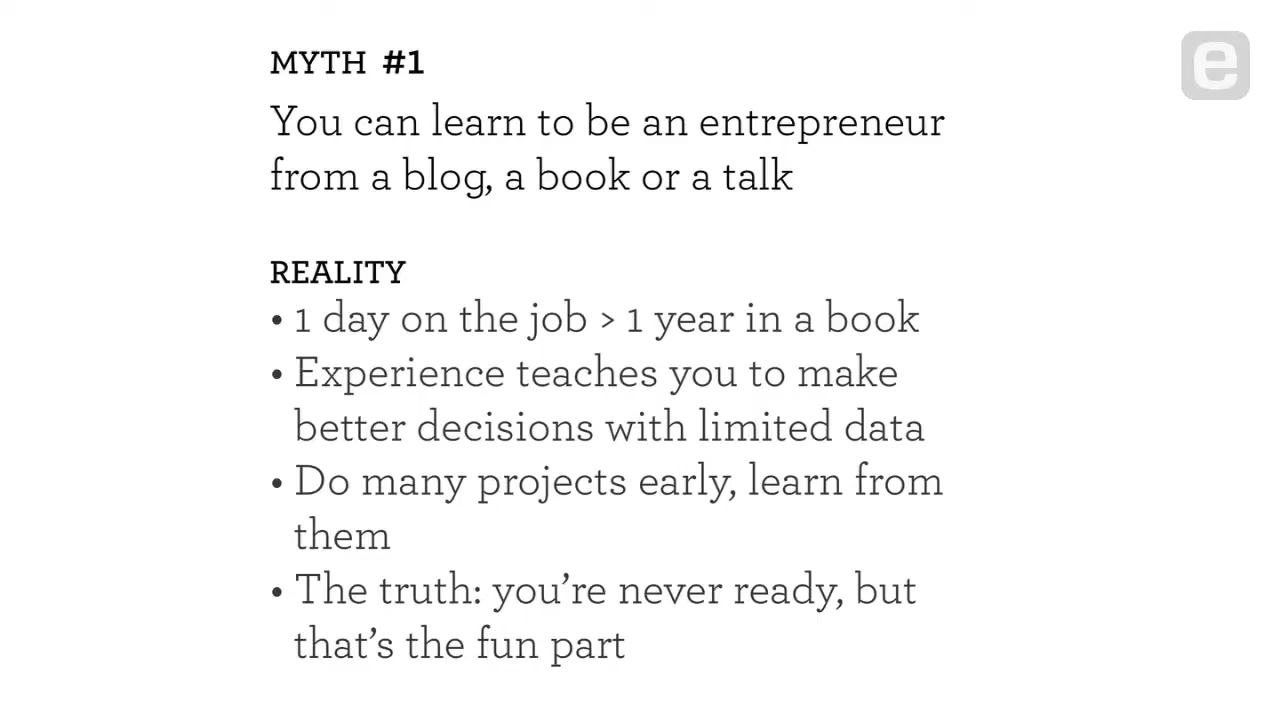 MYTH #1
You can learn to be an entrepreneur
from a blog, a book or a talk
REALITY
• 1 day on the job > 1 year in a book
• Experience teaches you to make
better decisions with limited data
• Do many projects early, learn from
them
• The truth: you’re never ready, but
that’s the fun part
e